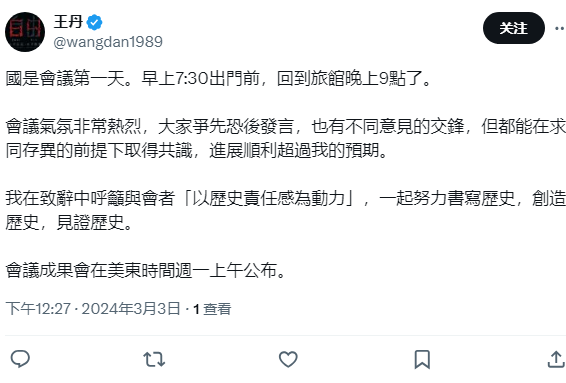 自由
王丹
@wangdan1989
关注
國是會議第一天。早上7:30出門前，回到旅館晚上9點了。
會議氣氛非常熱烈，大家爭先恐後發言，也有不同意見的交鋒，但都能在求
同存異的前提下取得共識，進展順利超過我的預期。
我在致辭中呼籲與會者「以歷史責任感為動力」，一起努力書寫歷史，創造
歷史，見證歷史。
會議成果會在美東時間週一上午公布。
下午12:27 · 2024年3月3日 · 1 查看